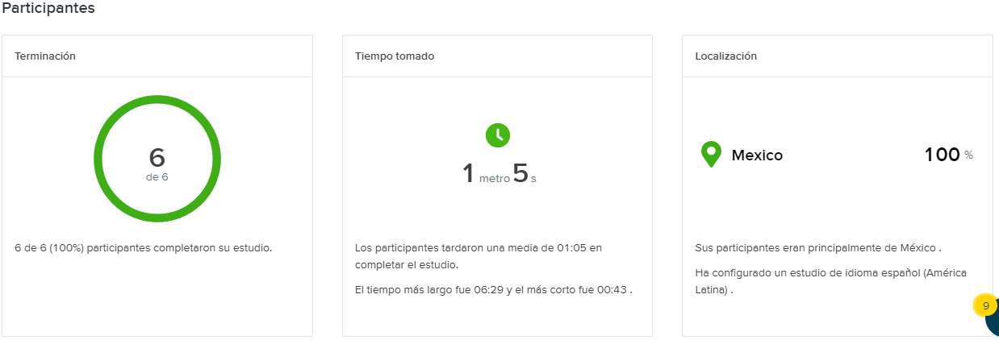 Participantes
Terminación
6
de 6
6 de 6 (100%) participantes completaron su estudio.
Tiempo tomado
1 metro 5 s
Los participantes tardaron una media de 01:05 en
completar el estudio.
El tiempo más largo fue 06:29 y el más corto fue 00:43 .
Localización
Mexico 100 %
Sus participantes eran principalmente de México .
Ha configurado un estudio de idioma español (América
Latina) .
9